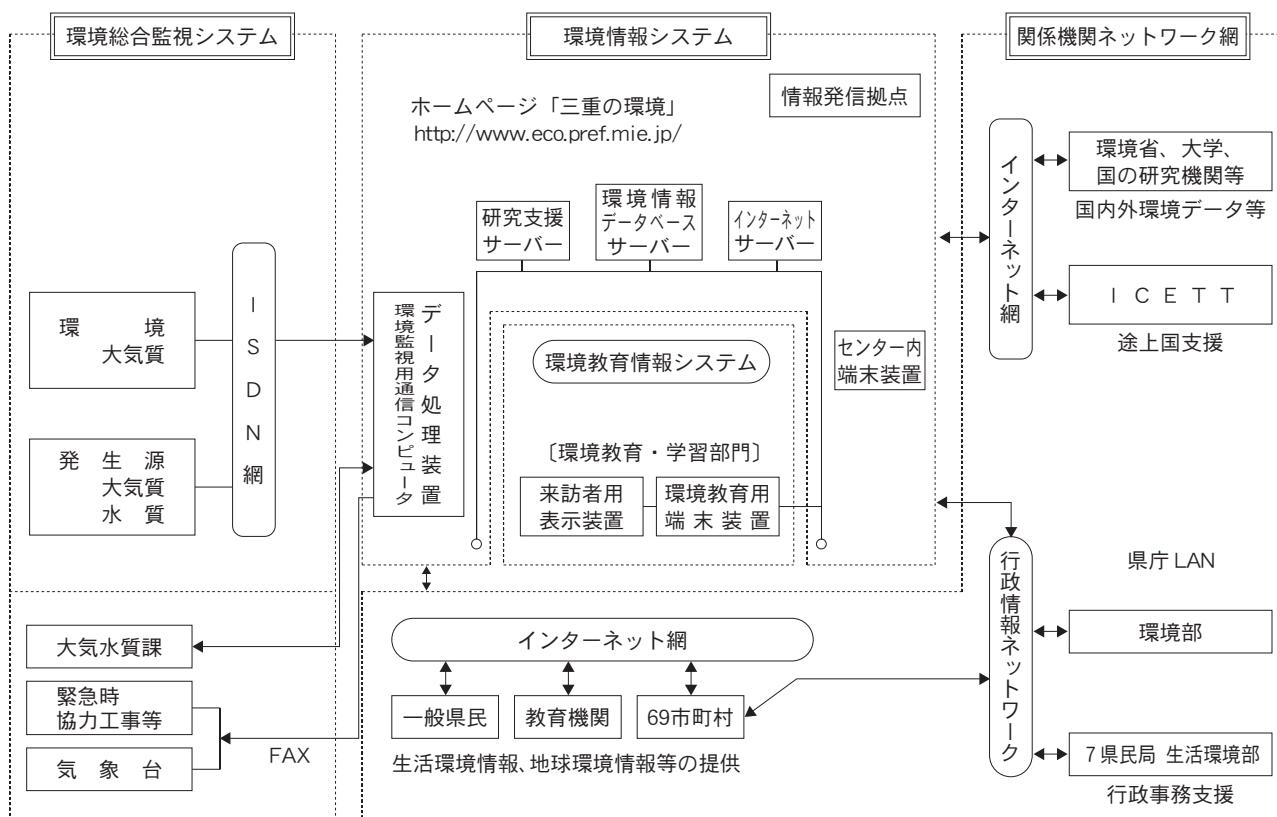 環境総合監視システム
環境情報システム
関係機関ネットワーク網
情報発信拠点
ホームページ「三重の環境」
http://www.eco.pref.mie.jp/
研究支援
サーバー
環境情報
データベース
サーバー
インターネット
サーバー
環境
大気質
発生源
大気質
水質
ISDN網
データ処理装置
環境監視用通信コンピュータ
環境教育情報システム
〔環境教育・学習部門〕
来訪者用
表示装置
環境教育用
端末装置
センター内
端末装置
インターネット網
環境省、大学、
国の研究機関等
国内外環境データ等
ICETT
途上国支援
大気水質課
緊急時
協力工事等
気象台
FAX
インターネット網
一般県民
教育機関
69市町村
生活環境情報、地球環境情報等の提供
行政情報ネットワーク
県庁LAN
環境部
7県民局 生活環境部
行政事務支援